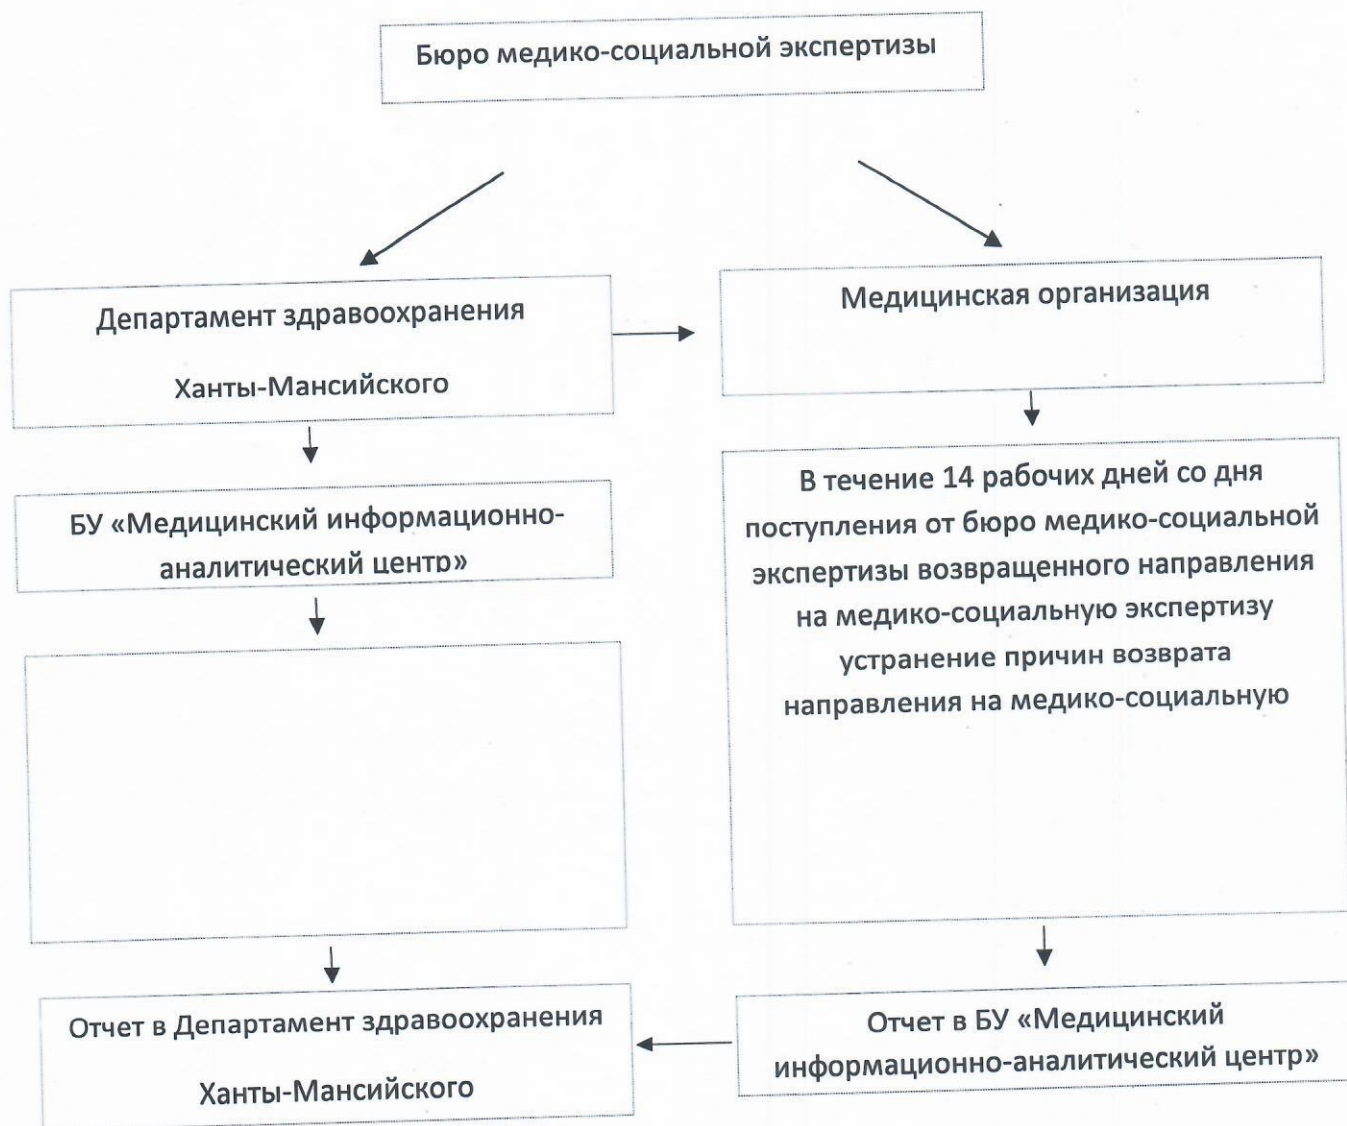 Бюро медико-социальной экспертизы
Департамент здравоохранения
Ханты-Мансийского
Медицинская организация
БУ «Медицинский информационно-
аналитический центр»
В течение 14 рабочих дней со дня
поступления от бюро медико-социальной
экспертизы возвращенного направления
на медико-социальную экспертизу
устранение причин возврата
направления на медико-социальную
Отчет в Департамент здравоохранения
Ханты-Мансийского
Отчет в БУ «Медицинский
информационно-аналитический центр»